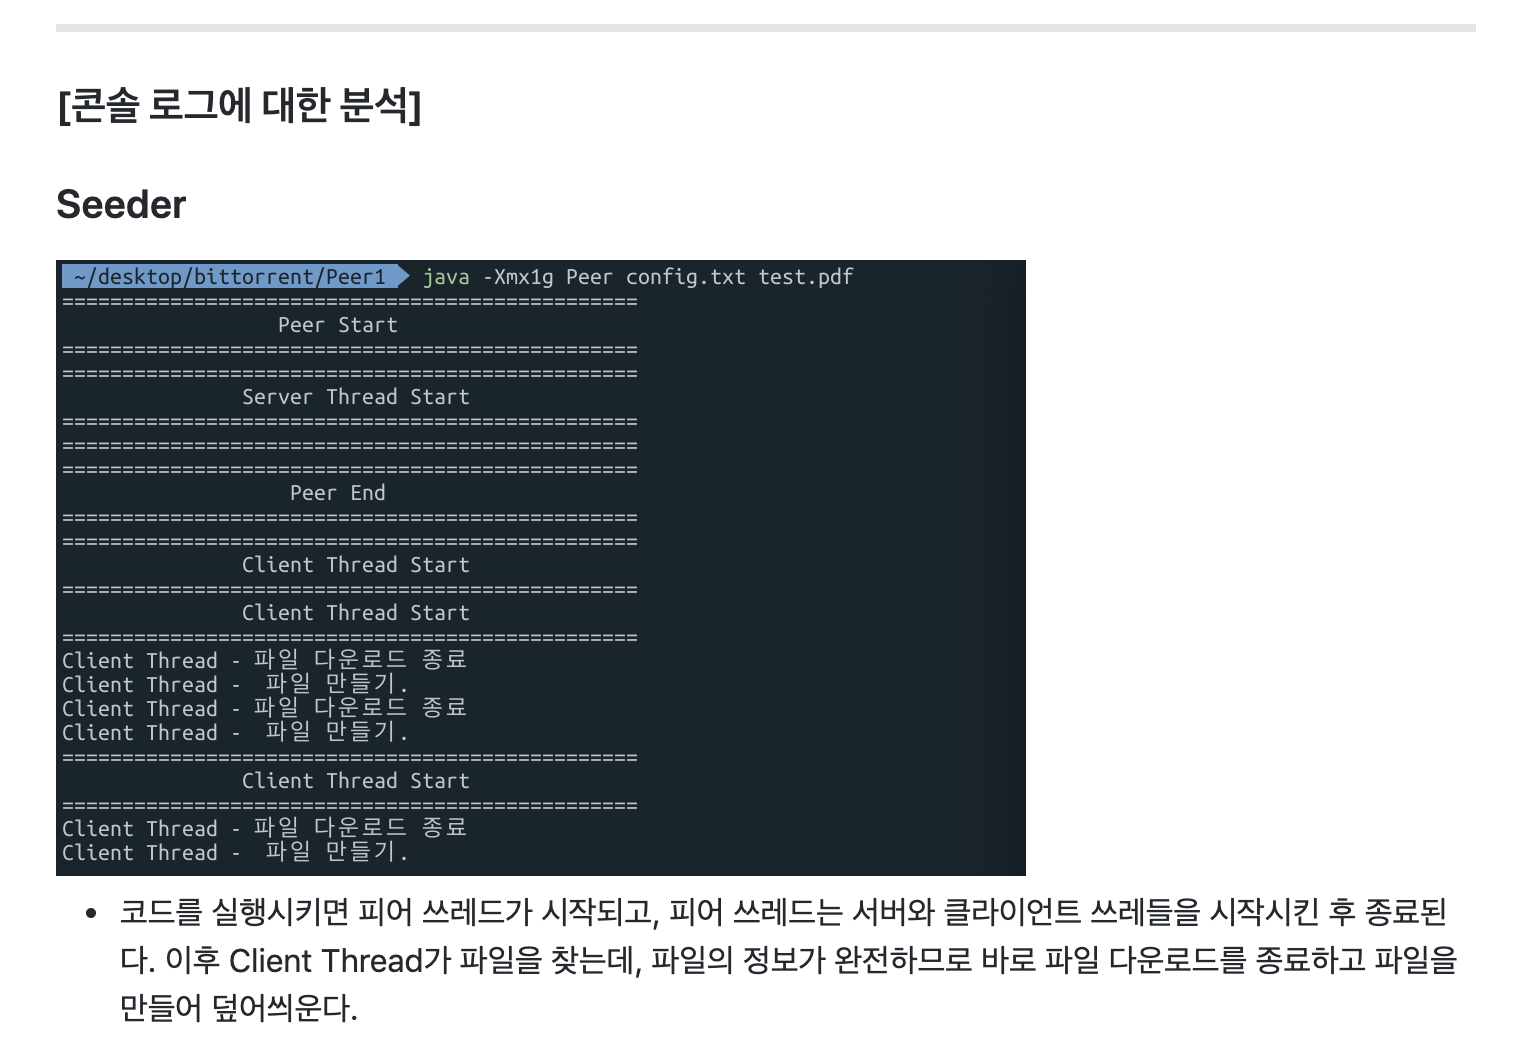 [콘솔 로그에 대한 분석]
Seeder
~/desktop/bittorrent/Peer1 java -Xmx1g Peer config.txt test.pdf
================================================
Peer Start
================================================
================================================
Server Thread Start
================================================
================================================
================================================
Peer End
================================================
================================================
Client Thread Start
================================================
Client Thread Start
================================================
Client Thread - 파일 다운로드 종료
Client Thread -  파일 만들기.
Client Thread - 파일 다운로드 종료
Client Thread -  파일 만들기.
================================================
Client Thread Start
================================================
Client Thread - 파일 다운로드 종료
Client Thread -  파일 만들기.
• 코드를 실행시키면 피어 쓰레드가 시작되고, 피어 쓰레드는 서버와 클라이언트 쓰레들을 시작시킨 후 종료된
다. 이후 Client Thread가 파일을 찾는데, 파일의 정보가 완전하므로 바로 파일 다운로드를 종료하고 파일을
만들어 덮어씌운다.